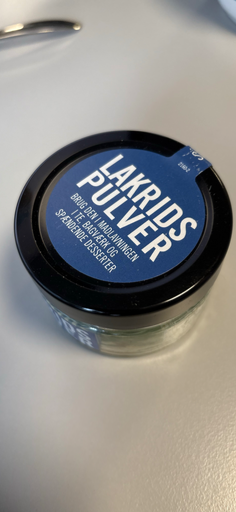 LAKRIDS
PULVER
BRUG DEN I MADLAVNINGEN
I TE, BAGVÆRK OG
SPÆNDENDE DESSERTER